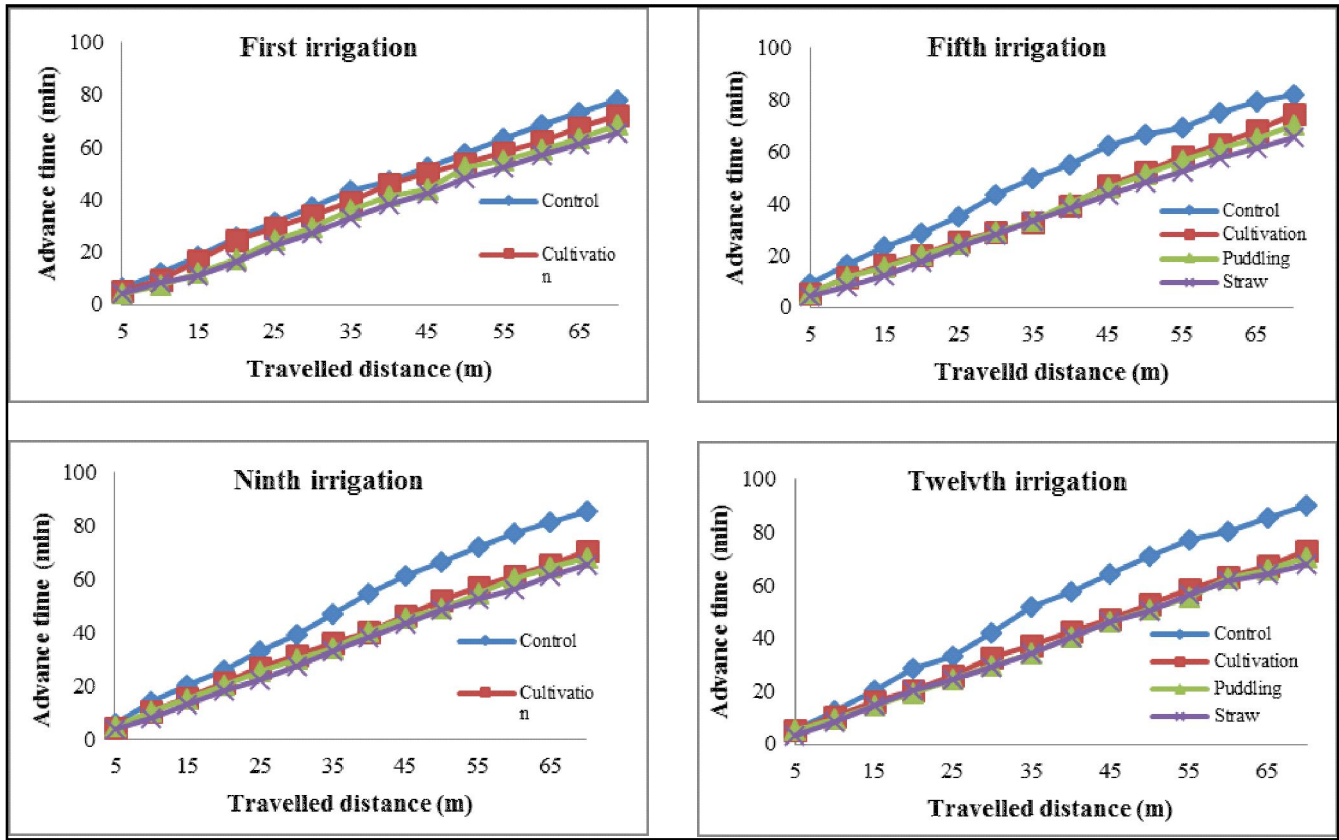 First irrigation
Advance time (min)
100
80
60
40
20
0
5 15 25 35 45 55 65
Travelled distance (m)
Control
Cultivatio
n
Fifth irrigation
Advance time (min)
100
80
60
40
20
0
5 15 25 35 45 55 65
Travelld distance (m)
Control
Cultivation
Puddling
Straw
Ninth irrigation
Advance time (min)
100
80
60
40
20
0
5 15 25 35 45 55 65
Travelled distance (m)
Control
Cultivatio
n
Twelvth irrigation
Advance time (min)
100
80
60
40
20
0
5 15 25 35 45 55 65
Travelled distance (m)
Control
Cultivation
Puddling
Straw